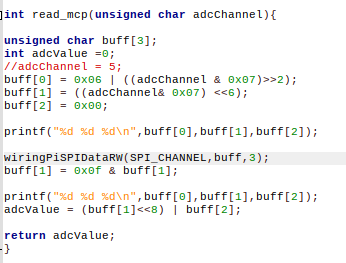 int read_mcp(unsigned char adcChannel){
unsigned char buff[3];
int adcValue =0;
//adcChannel = 5;
buff[0] = 0x06 | ((adcChannel & 0x07)>>2);
buff[1] = ((adcChannel& 0x07) <<6);
buff[2] = 0x00;
printf("%d %d %d\n",buff[0],buff[1],buff[2]);
wiringPiSPIDataRW(SPI_CHANNEL,buff,3);
buff[1] = 0x0f & buff[1];
printf("%d %d %d\n",buff[0],buff[1],buff[2]);
adcValue = (buff[1]<<8) | buff[2];
return adcValue;
}